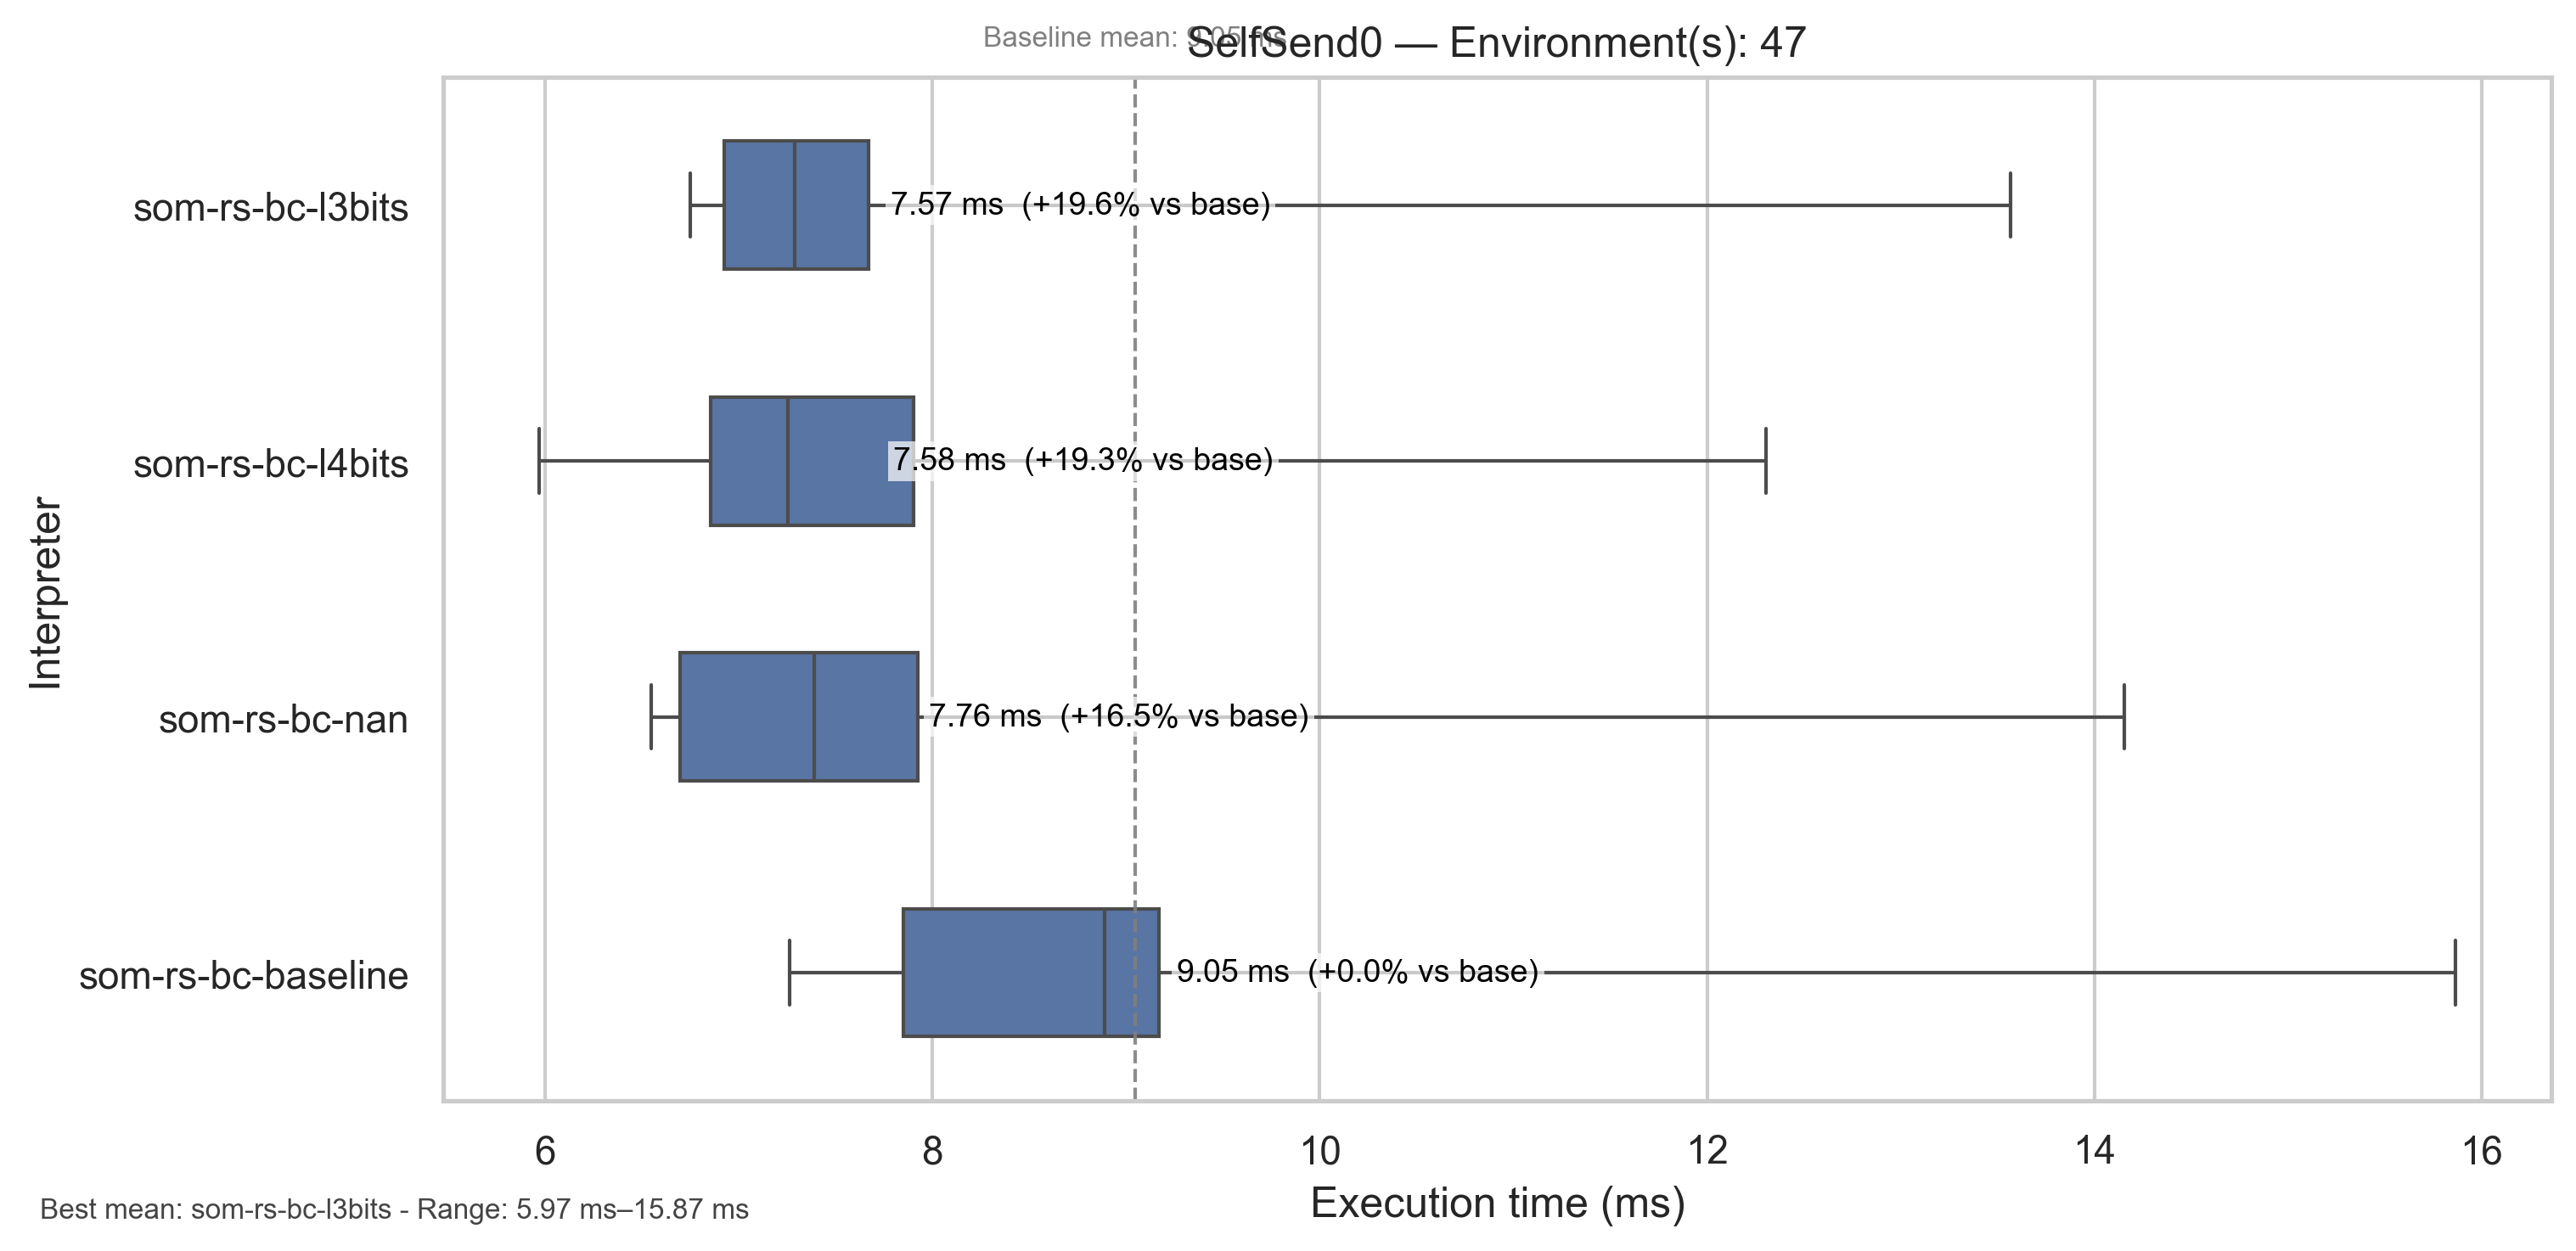 Baseline mean: 9.05 ms
SelfSend0 — Environment(s): 47
som-rs-bc-l3bits
7.57 ms (+19.6% vs base)
som-rs-bc-l4bits
7.58 ms (+19.3% vs base)
som-rs-bc-nan
7.76 ms (+16.5% vs base)
som-rs-bc-baseline
9.05 ms (+0.0% vs base)
Interpreter
6 8 10 12 14 16
Execution time (ms)
Best mean: som-rs-bc-l3bits - Range: 5.97 ms–15.87 ms